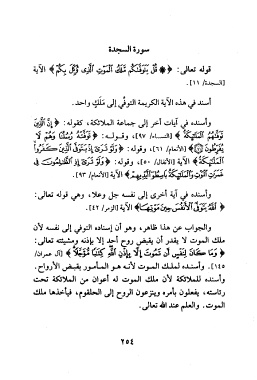 سورة السجدة
قوله تعالى: ﴿۞ قُلْ يَتَوَفَّىٰكُم مَّلَكُ ٱلْمَوْتِ ٱلَّذِى وُكِّلَ بِكُمْ﴾ الآية
[السجدة/ ١١].
أسند في هذه الآية الكريمة التوفِّي إلى مَلَكٍ واحد.
وأسنده في آيات أخر إلى جماعة الملائكة، كقوله: ﴿إِنَّ ٱلَّذِينَ
تَوَفَّىٰهُمُ ٱلْمَلَٰٓئِكَةُ﴾ [النساء/ ٩٧]، وقوله: ﴿تَوَفَّتْهُ رُسُلُنَا وَهُمْ لَا
يُفَرِّطُونَ ۝﴾ [الأنعام/ ٦١]، وقوله: ﴿وَلَوْ تَرَىٰٓ إِذْ يَتَوَفَّى ٱلَّذِينَ كَفَرُوا۟
ٱلْمَلَٰٓئِكَةُ﴾ الآية [الأنفال/ ٥٠]، وقوله: ﴿وَلَوْ تَرَىٰٓ إِذِ ٱلظَّٰلِمُونَ فِى
غَمَرَٰتِ ٱلْمَوْتِ وَٱلْمَلَٰٓئِكَةُ بَاسِطُوٓا۟ أَيْدِيهِمْ﴾ الآية [الأنعام/ ٩٣].
وأسنده في آية أخرى إلى نفسه جل وعلا، وهي قوله تعالى:
﴿ٱللَّهُ يَتَوَفَّى ٱلْأَنفُسَ حِينَ مَوْتِهَا﴾ [الزمر/ ٤٢].
والجواب عن هذا ظاهر، وهو أن إسناده التوفي إلى نفسه لأن
ملك الموت لا يقدر أن يقبض روح أحد إلا بإذنه ومشيئته تعالى:
﴿وَمَا كَانَ لِنَفْسٍ أَن تَمُوتَ إِلَّا بِإِذْنِ ٱللَّهِ كِتَٰبًا مُّؤَجَّلًا﴾ [آل عمران/
١٤٥]. وأسنده لملك الموت لأنه هو المأمور بقبض الأرواح.
وأسنده للملائكة لأن ملك الموت له أعوان من الملائكة تحت
رئاسته، يفعلون بأمره وينزعون الروح إلى الحلقوم، فيأخذها ملك
الموت. والعلم عند الله تعالى.
٢٥٤